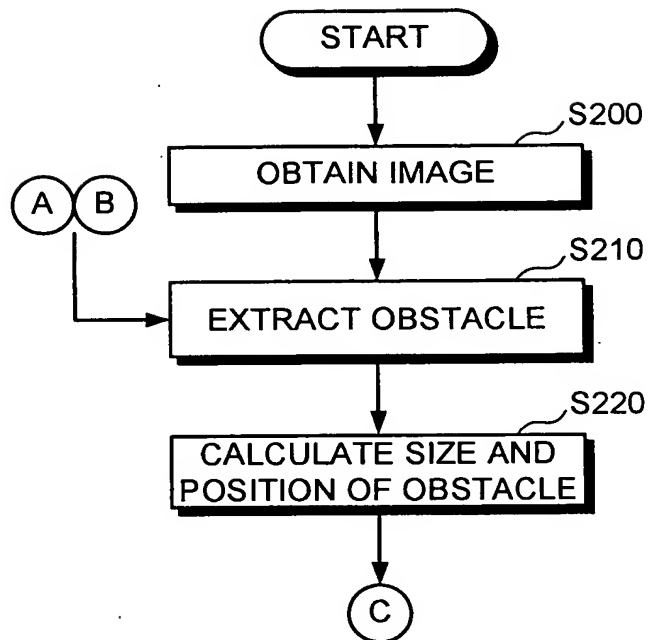 START
S200
OBTAIN IMAGE
A B
S210
EXTRACT OBSTACLE
S220
CALCULATE SIZE AND
POSITION OF OBSTACLE
C